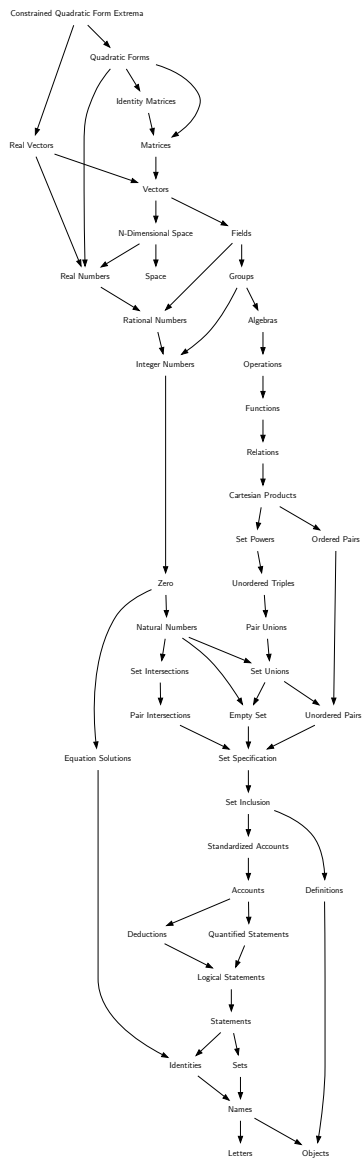 Constrained Quadratic Form Extrema
Quadratic Forms
Identity Matrices
Real Vectors
Matrices
Vectors
N-Dimensional Space
Fields
Real Numbers
Space
Groups
Rational Numbers
Algebras
Integer Numbers
Operations
Functions
Relations
Cartesian Products
Set Powers
Ordered Pairs
Zero
Unordered Triples
Natural Numbers
Pair Unions
Set Intersections
Set Unions
Pair Intersections
Empty Set
Unordered Pairs
Equation Solutions
Set Specification
Set Inclusion
Standardized Accounts
Accounts
Definitions
Deductions
Quantified Statements
Logical Statements
Statements
Identities
Sets
Names
Letters
Objects